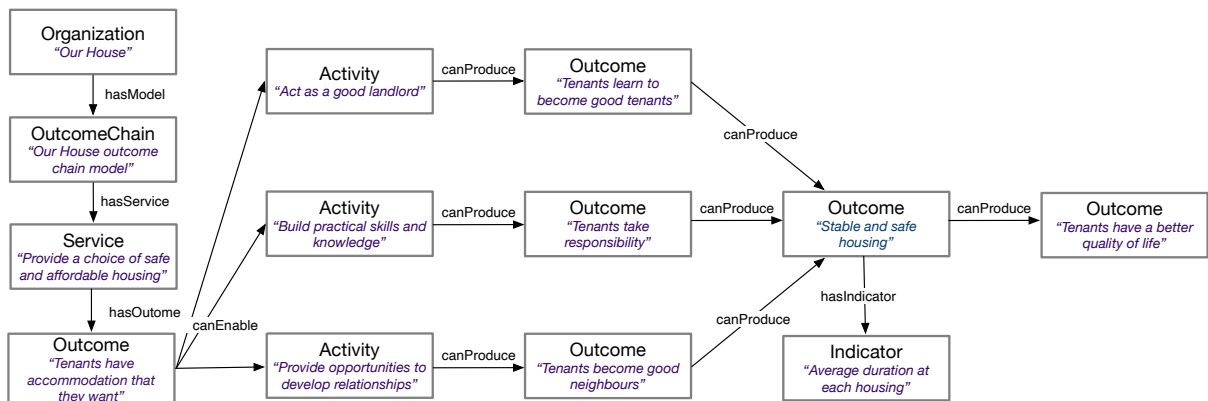 Organization
“Our House”
hasModel
OutcomeChain
“Our House outcome
chain model”
hasService
Service
“Provide a choice of safe
and affordable housing”
hasOutome
Outcome
“Tenants have
accommodation that
they want”
canEnable
Activity
“Act as a good landlord”
canProduce
Outcome
“Tenants learn to
become good tenants”
canProduce
Activity
“Build practical skills and
knowledge”
canProduce
Outcome
“Tenants take
responsibility”
canProduce
Activity
“Provide opportunities to
develop relationships”
canProduce
Outcome
“Tenants become good
neighbours”
canProduce
Outcome
“Stable and safe
housing”
canProduce
Outcome
“Tenants have a better
quality of life”
hasIndicator
Indicator
“Average duration at
each housing”